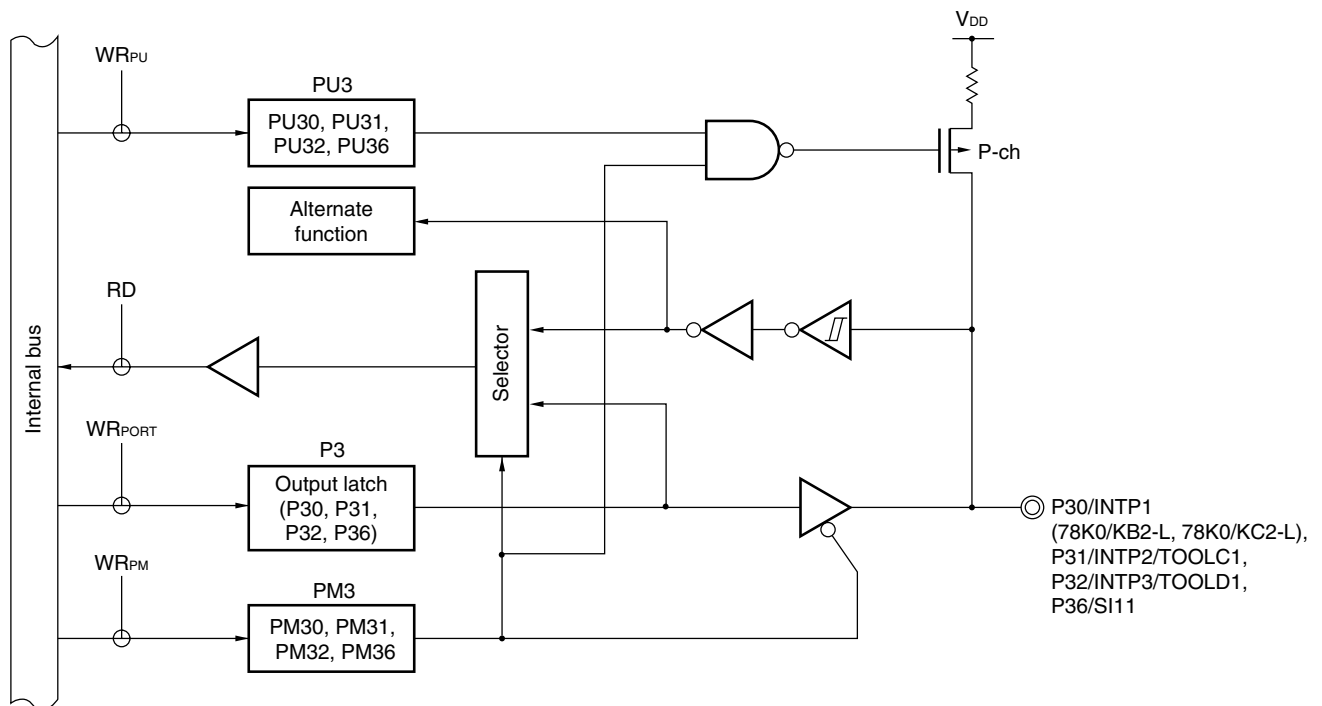 VDD
WRPU
PU3
PU30, PU31,
PU32, PU36
P-ch
Alternate
function
RD
Selector
Internal bus
WRPORT
P3
Output latch
(P30, P31,
P32, P36)
P30/INTP1
(78K0/KB2-L, 78K0/KC2-L),
P31/INTP2/TOOLC1,
P32/INTP3/TOOLD1,
P36/SI11
WRPM
PM3
PM30, PM31,
PM32, PM36